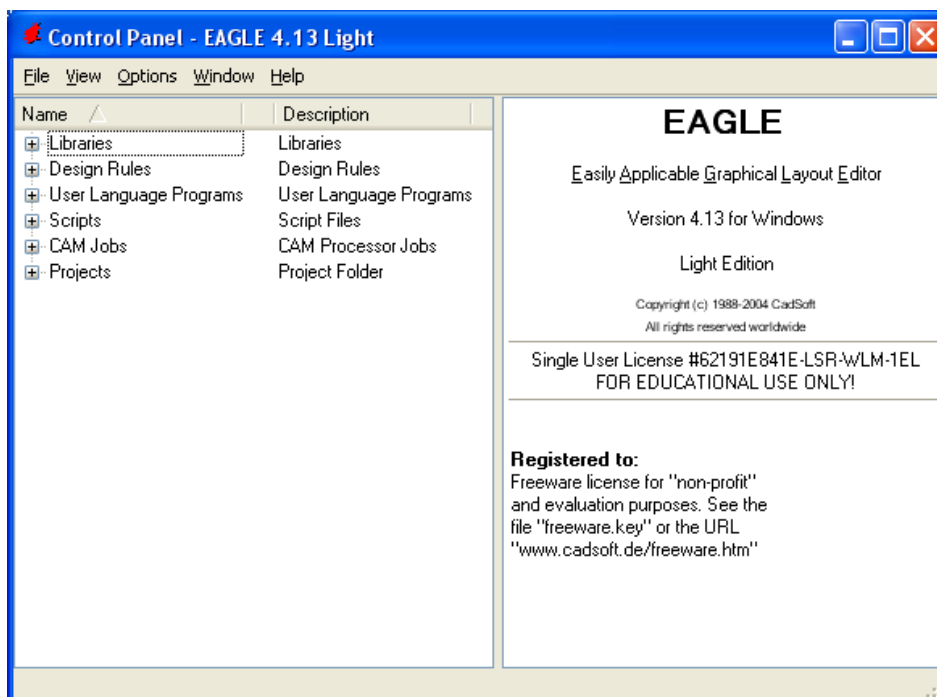 Control Panel - EAGLE 4.13 Light
File View Options Window Help
Name Description
Libraries Libraries
Design Rules Design Rules
User Language Programs User Language Programs
Scripts Script Files
CAM Jobs CAM Processor Jobs
Projects Project Folder
EAGLE
Easily Applicable Graphical Layout Editor
Version 4.13 for Windows
Light Edition
Copyright (c) 1988-2004 CadSoft
All rights reserved worldwide
Single User License #62191E841E-LSR-WLM-1EL
FOR EDUCATIONAL USE ONLY!
Registered to:
Freeware license for "non-profit"
and evaluation purposes. See the
file "freeware.key" or the URL
"www.cadsoft.de/freeware.htm"